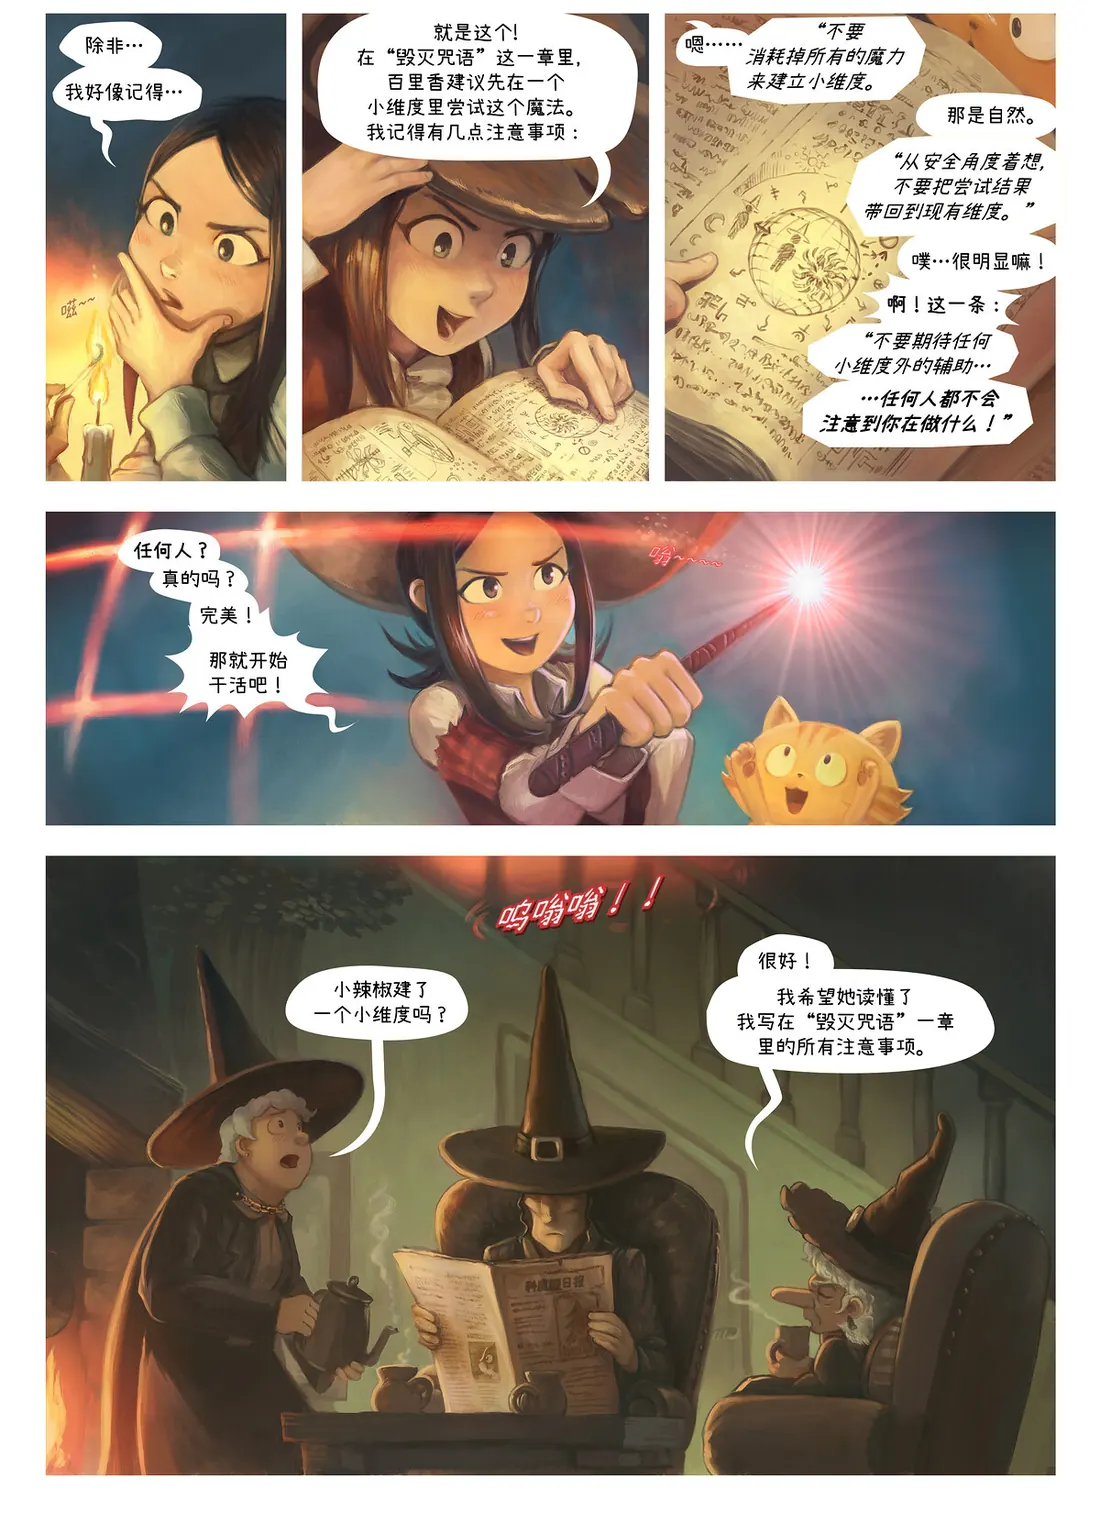 除非…
我好像记得…
嗞~~
就是这个!
在“毁灭咒语”这一章里,
百里香建议先在一个
小维度里尝试这个魔法。
我记得有几点注意事项:
嗯……
“不要
消耗掉所有的魔力
来建立小维度。
那是自然。
“从安全角度着想,
不要把尝试结果
带回到现有维度。”
噗…很明显嘛!
啊!这一条:
“不要期待任何
小维度外的辅助…
…任何人都不会
注意到你在做什么!”
任何人?
真的吗?
完美!
那就开始
干活吧!
嗡~~~~
呜嗡嗡!!
小辣椒建了
一个小维度吗?
很好!
我希望她读懂了
我写在“毁灭咒语”一章
里的所有注意事项。